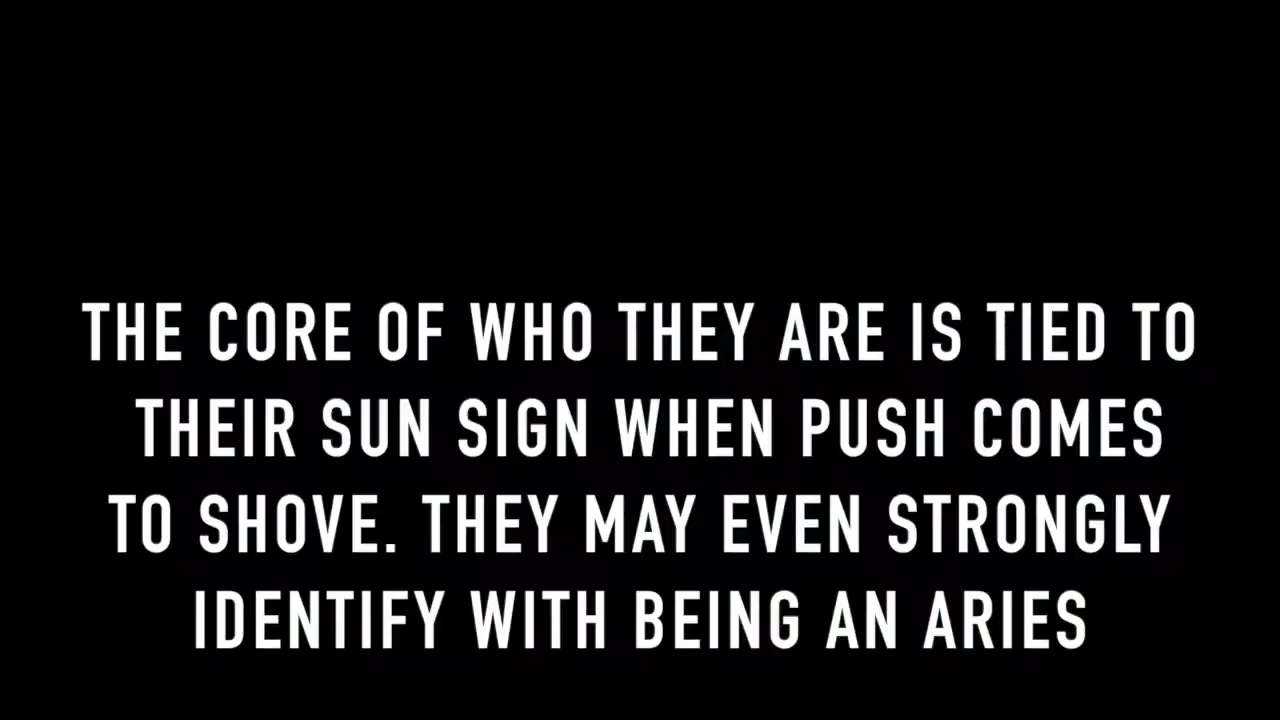 THE CORE OF WHO THEY ARE IS TIED TO
THEIR SUN SIGN WHEN PUSH COMES
TO SHOVE. THEY MAY EVEN STRONGLY
IDENTIFY WITH BEING AN ARIES